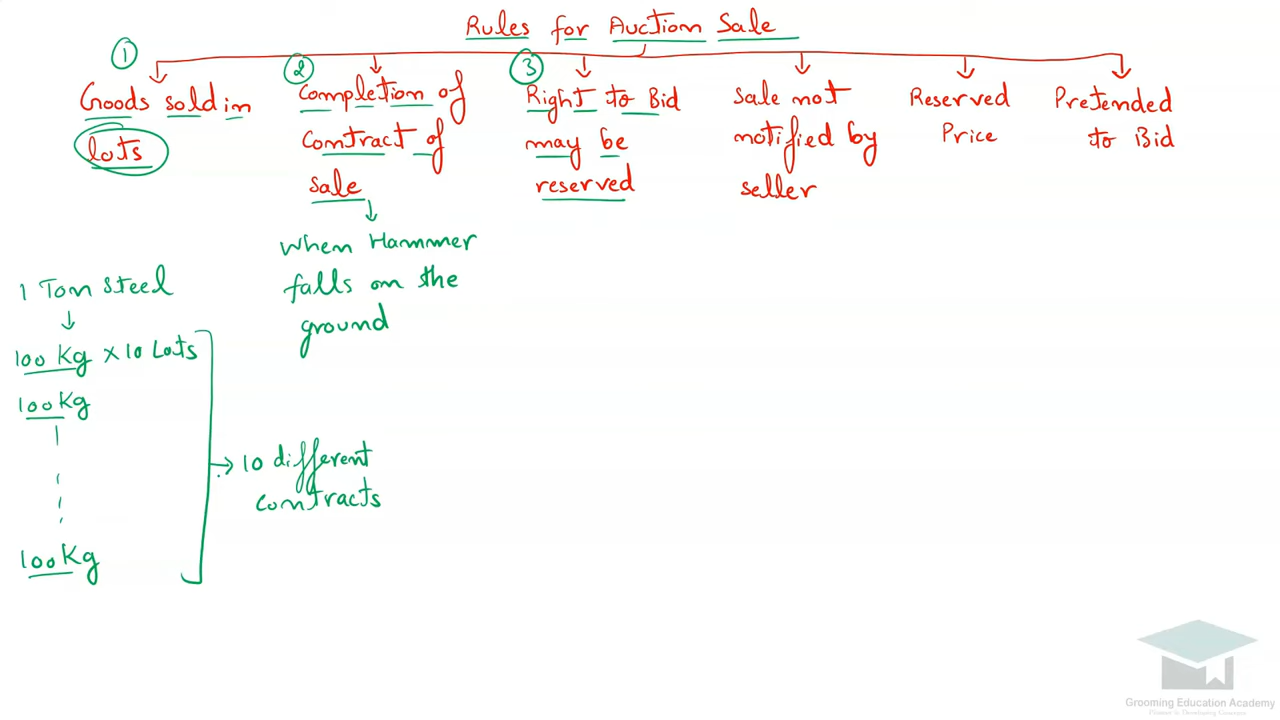 Rules for Auction Sale
1
Goods sold in
lots
2
Completion of
Contract of
Sale
3
Right to Bid
may be
reserved
Sale not
notified by
seller
Reserved
Price
Pretended
to Bid
When Hammer
falls on the
ground
1 Ton Steel
100 Kg × 10 Lots
100 Kg
100 Kg
10 different
contracts
Grooming Education Academy